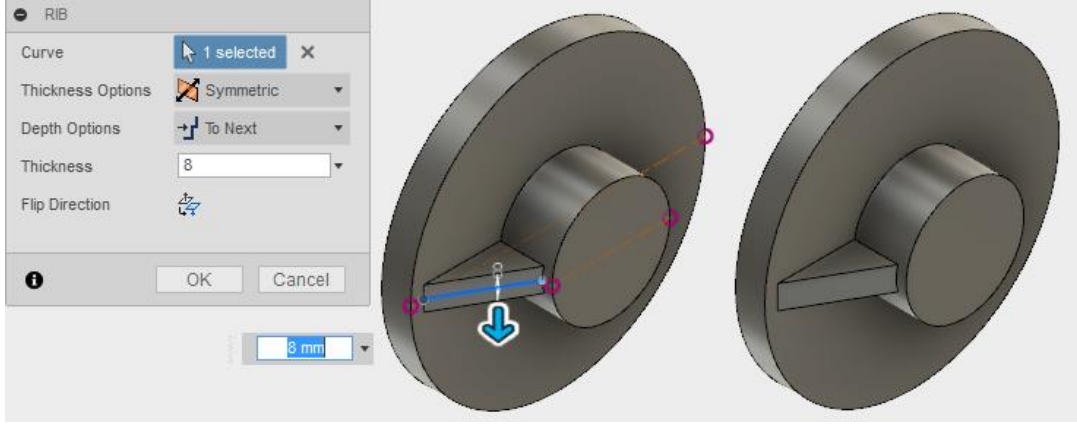 RIB
Curve 1 selected
Thickness Options Symmetric
Depth Options To Next
Thickness 8
Flip Direction
OK Cancel
8 mm